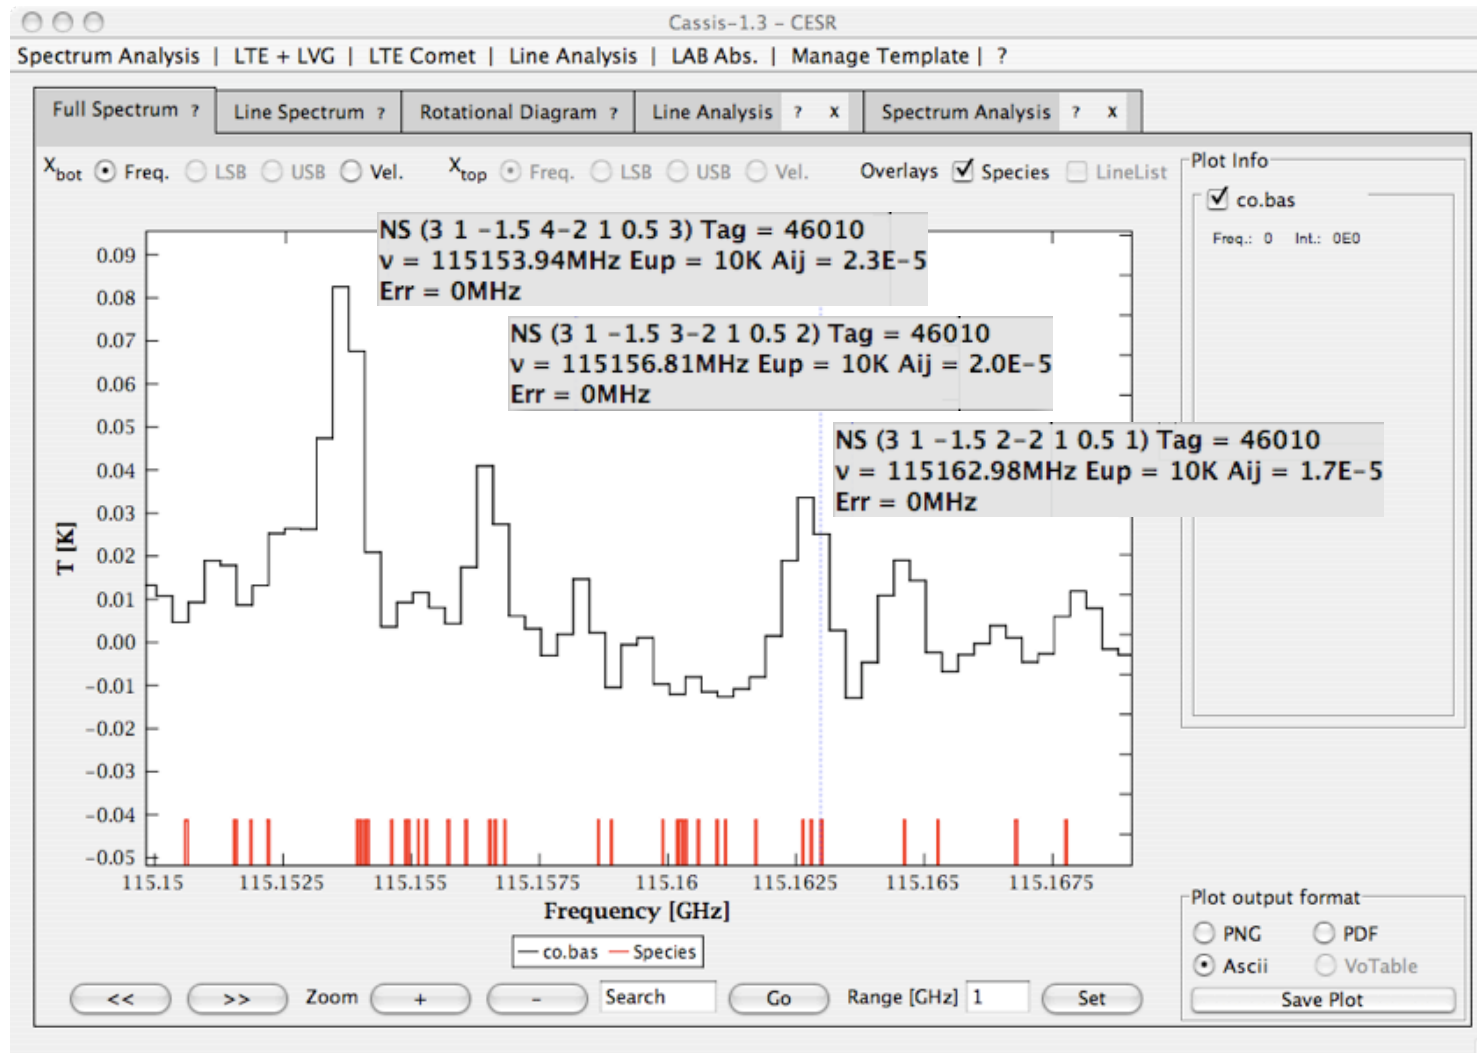 Cassis-1.3 - CESR
Spectrum Analysis | LTE + LVG | LTE Comet | Line Analysis | LAB Abs. | Manage Template | ?
Full Spectrum ? Line Spectrum ? Rotational Diagram ? Line Analysis ? X Spectrum Analysis ? X
Xbot Freq. LSB USB Vel. Xtop Freq. LSB USB Vel. Overlays Species LineList
Plot Info
co.bas
Freq.: 0 Int.: 0E0
NS (3 1 -1.5 4-2 1 0.5 3) Tag = 46010
ν = 115153.94MHz Eup = 10K Aij = 2.3E-5
Err = 0MHz
NS (3 1 -1.5 3-2 1 0.5 2) Tag = 46010
ν = 115156.81MHz Eup = 10K Aij = 2.0E-5
Err = 0MHz
NS (3 1 -1.5 2-2 1 0.5 1) Tag = 46010
ν = 115162.98MHz Eup = 10K Aij = 1.7E-5
Err = 0MHz
0.09
0.08
0.07
0.06
0.05
0.04
0.03
0.02
0.01
0.00
-0.01
-0.02
-0.03
-0.04
-0.05
T [K]
115.15 115.1525 115.155 115.1575 115.16 115.1625 115.165 115.1675
Frequency [GHz]
co.bas Species
<< >> Zoom + - Search Go Range [GHz] 1 Set
Plot output format
PNG PDF
Ascii VoTable
Save Plot